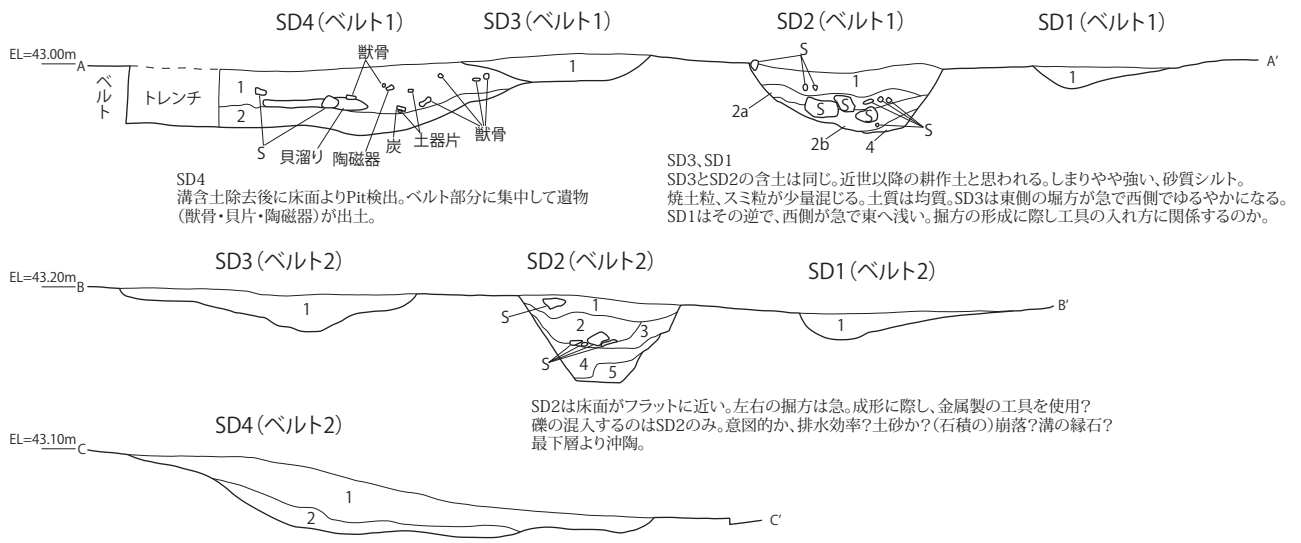 SD4(ベルト1)
SD3(ベルト1)
SD2(ベルト1)
SD1(ベルト1)
EL=43.00m
A
A'
ベルト
トレンチ
1
2
S
貝溜り
獣骨
陶磁器
炭
土器片
獣骨
1
S
1
2a
S
S
S
2b
4
S
1
SD4
溝含土除去後に床面よりPit検出。ベルト部分に集中して遺物
(獣骨・貝片・陶磁器)が出土。
SD3、SD1
SD3とSD2の含土は同じ。近世以降の耕作土と思われる。しまりやや強い、砂質シルト。
焼土粒、スミ粒が少量混じる。土質は均質。SD3は東側の堀方が急で西側でゆるやかになる。
SD1はその逆で、西側が急で東へ浅い。掘方の形成に際し工具の入れ方に関係するのか。
SD3(ベルト2)
SD2(ベルト2)
SD1(ベルト2)
EL=43.20m
B
B'
1
S
1
2
3
S
4
5
1
SD2は床面がフラットに近い。左右の掘方は急。成形に際し、金属製の工具を使用?
礫の混入するのはSD2のみ。意図的か、排水効率?土砂か?(石積の)崩落?溝の縁石?
最下層より沖陶。
SD4(ベルト2)
EL=43.10m
C
C'
1
2